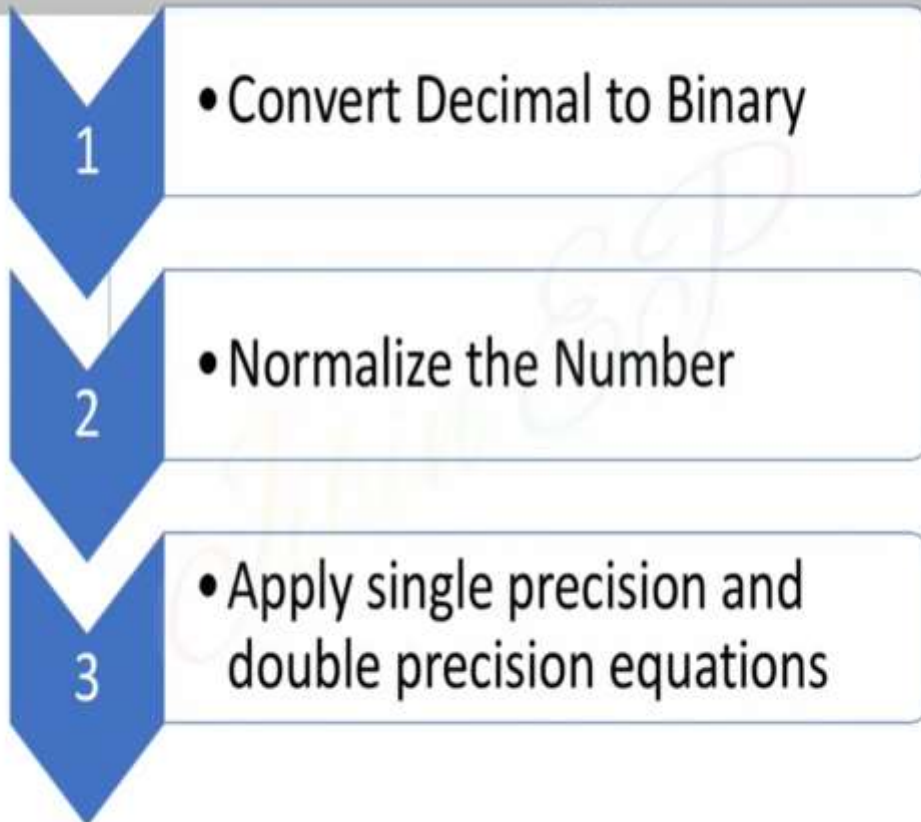 1
• Convert Decimal to Binary
2
• Normalize the Number
3
• Apply single precision and
double precision equations